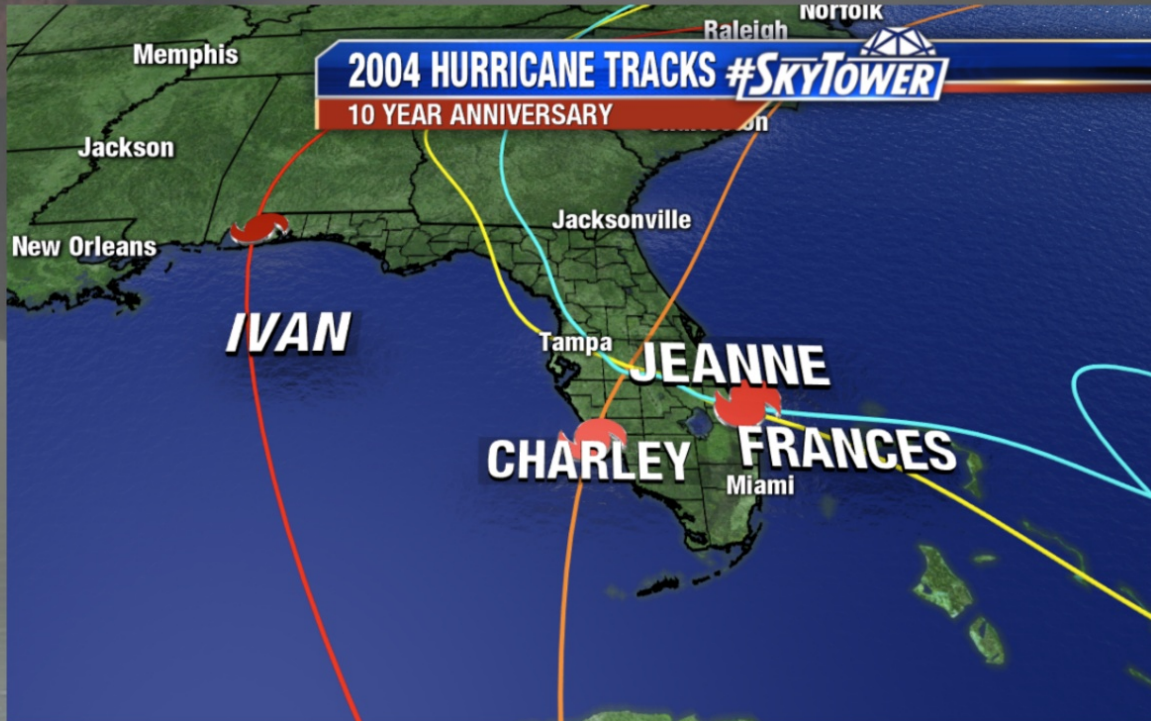 Norfolk
Raleigh
Memphis
2004 HURRICANE TRACKS #SKYTOWER
10 YEAR ANNIVERSARY
Jackson
Jacksonville
New Orleans
IVAN
Tampa
JEANNE
CHARLEY
FRANCES
Miami